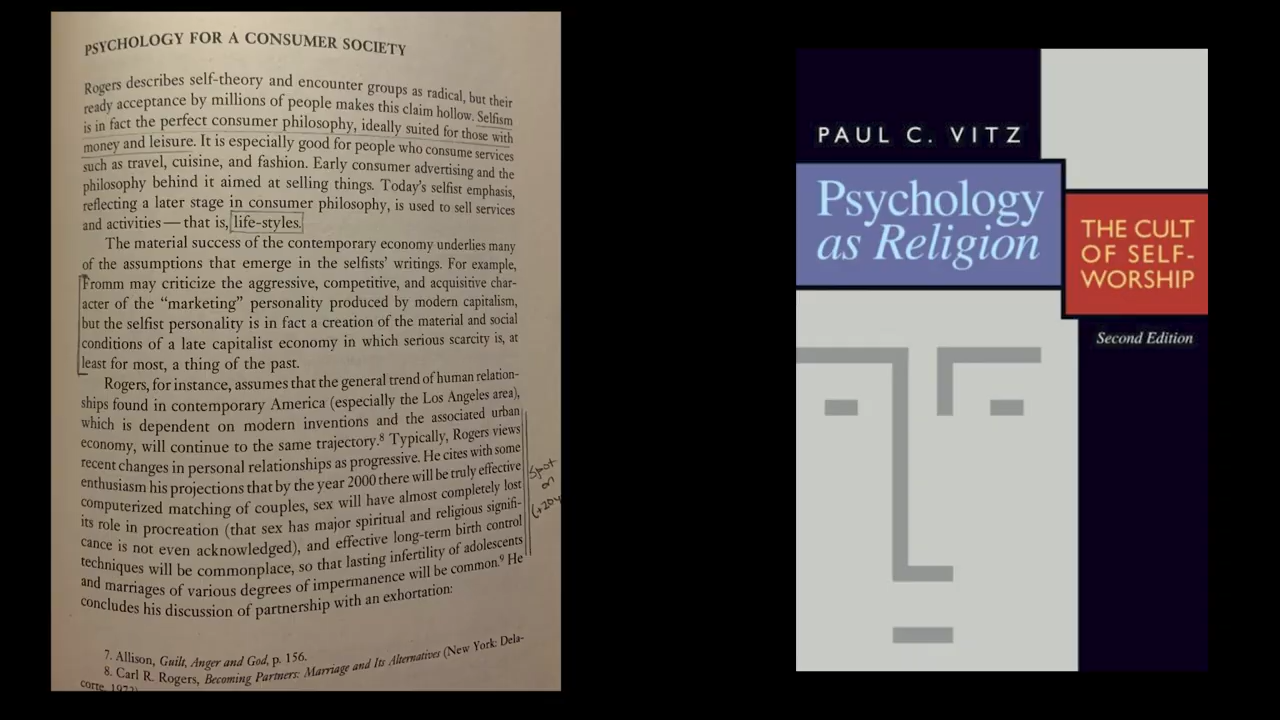 PSYCHOLOGY FOR A CONSUMER SOCIETY
Rogers describes self-theory and encounter groups as radical, but their
ready acceptance by millions of people makes this claim hollow. Selfism
is in fact the perfect consumer philosophy, ideally suited for those with
money and leisure. It is especially good for people who consume services
such as travel, cuisine, and fashion. Early consumer advertising and the
philosophy behind it aimed at selling things. Today's selfist emphasis,
reflecting a later stage in consumer philosophy, is used to sell services
and activities — that is, life-styles.
The material success of the contemporary economy underlies many
of the assumptions that emerge in the selfists' writings. For example,
Fromm may criticize the aggressive, competitive, and acquisitive char-
acter of the "marketing" personality produced by modern capitalism,
but the selfist personality is in fact a creation of the material and social
conditions of a late capitalist economy in which serious scarcity is, at
least for most, a thing of the past.
Rogers, for instance, assumes that the general trend of human relation-
ships found in contemporary America (especially the Los Angeles area),
which is dependent on modern inventions and the associated urban
economy, will continue to the same trajectory.8 Typically, Rogers views
recent changes in personal relationships as progressive. He cites with some
enthusiasm his projections that by the year 2000 there will be truly effective
computerized matching of couples, sex will have almost completely lost
its role in procreation (that sex has major spiritual and religious signifi-
cance is not even acknowledged), and effective long-term birth control
techniques will be commonplace, so that lasting infertility of adolescents
and marriages of various degrees of impermanence will be common.9 He
concludes his discussion of partnership with an exhortation:
Spot
on
7. Allison, Guilt, Anger and God, p. 156.
8. Carl R. Rogers, Becoming Partners: Marriage and Its Alternatives (New York: Dela-
corte, 1972)
PAUL C. VITZ
Psychology
as Religion
THE CULT
OF SELF-
WORSHIP
Second Edition